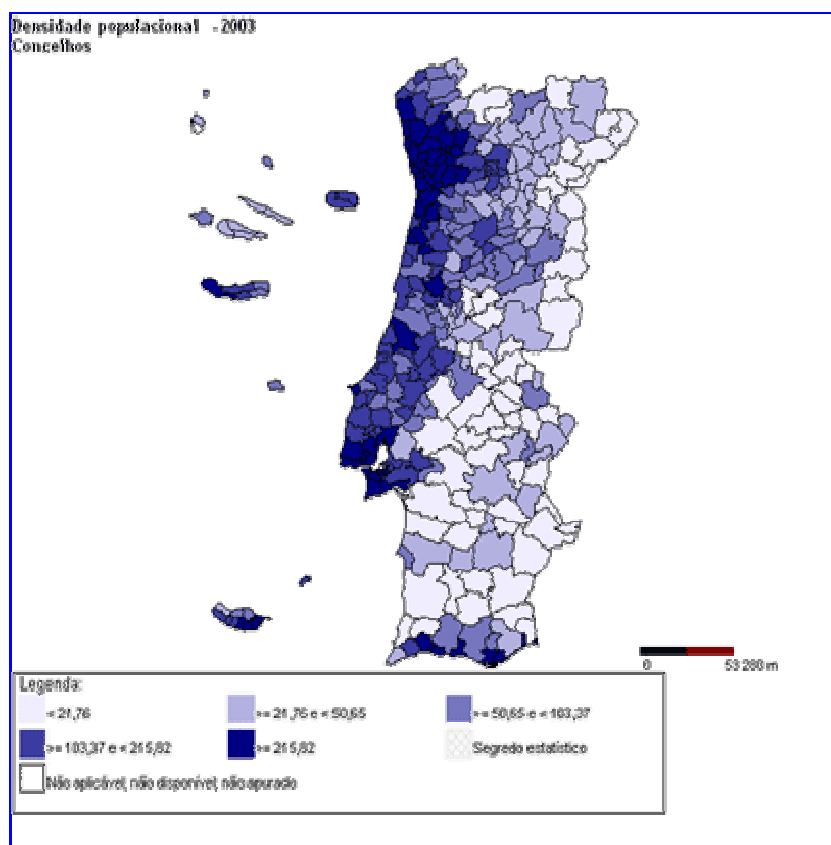 Densidade populacional - 2003
Concelhos
0 53 288 m
Legenda:
< 21,76
>= 21,76 e < 50,65
>= 50,65 e < 103,37
>= 103,37 e < 215,82
>= 215,82
Segredo estatístico
Não aplicável, não disponível, não apurado